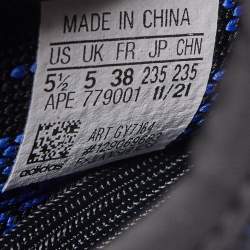 MADE IN CHINA
US UK FR JP CHN
5½ 5 38 235 235
APE 779001 11/21
ART GY7164
adidas